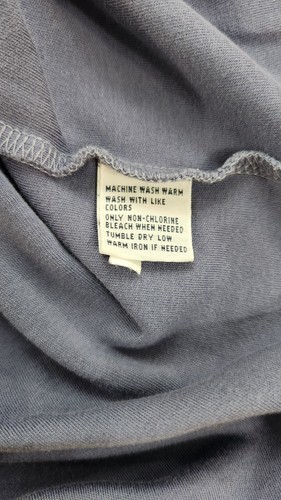 MACHINE WASH WARM
WASH WITH LIKE
COLORS
ONLY NON-CHLORINE
BLEACH WHEN NEEDED
TUMBLE DRY LOW
WARM IRON IF NEEDED